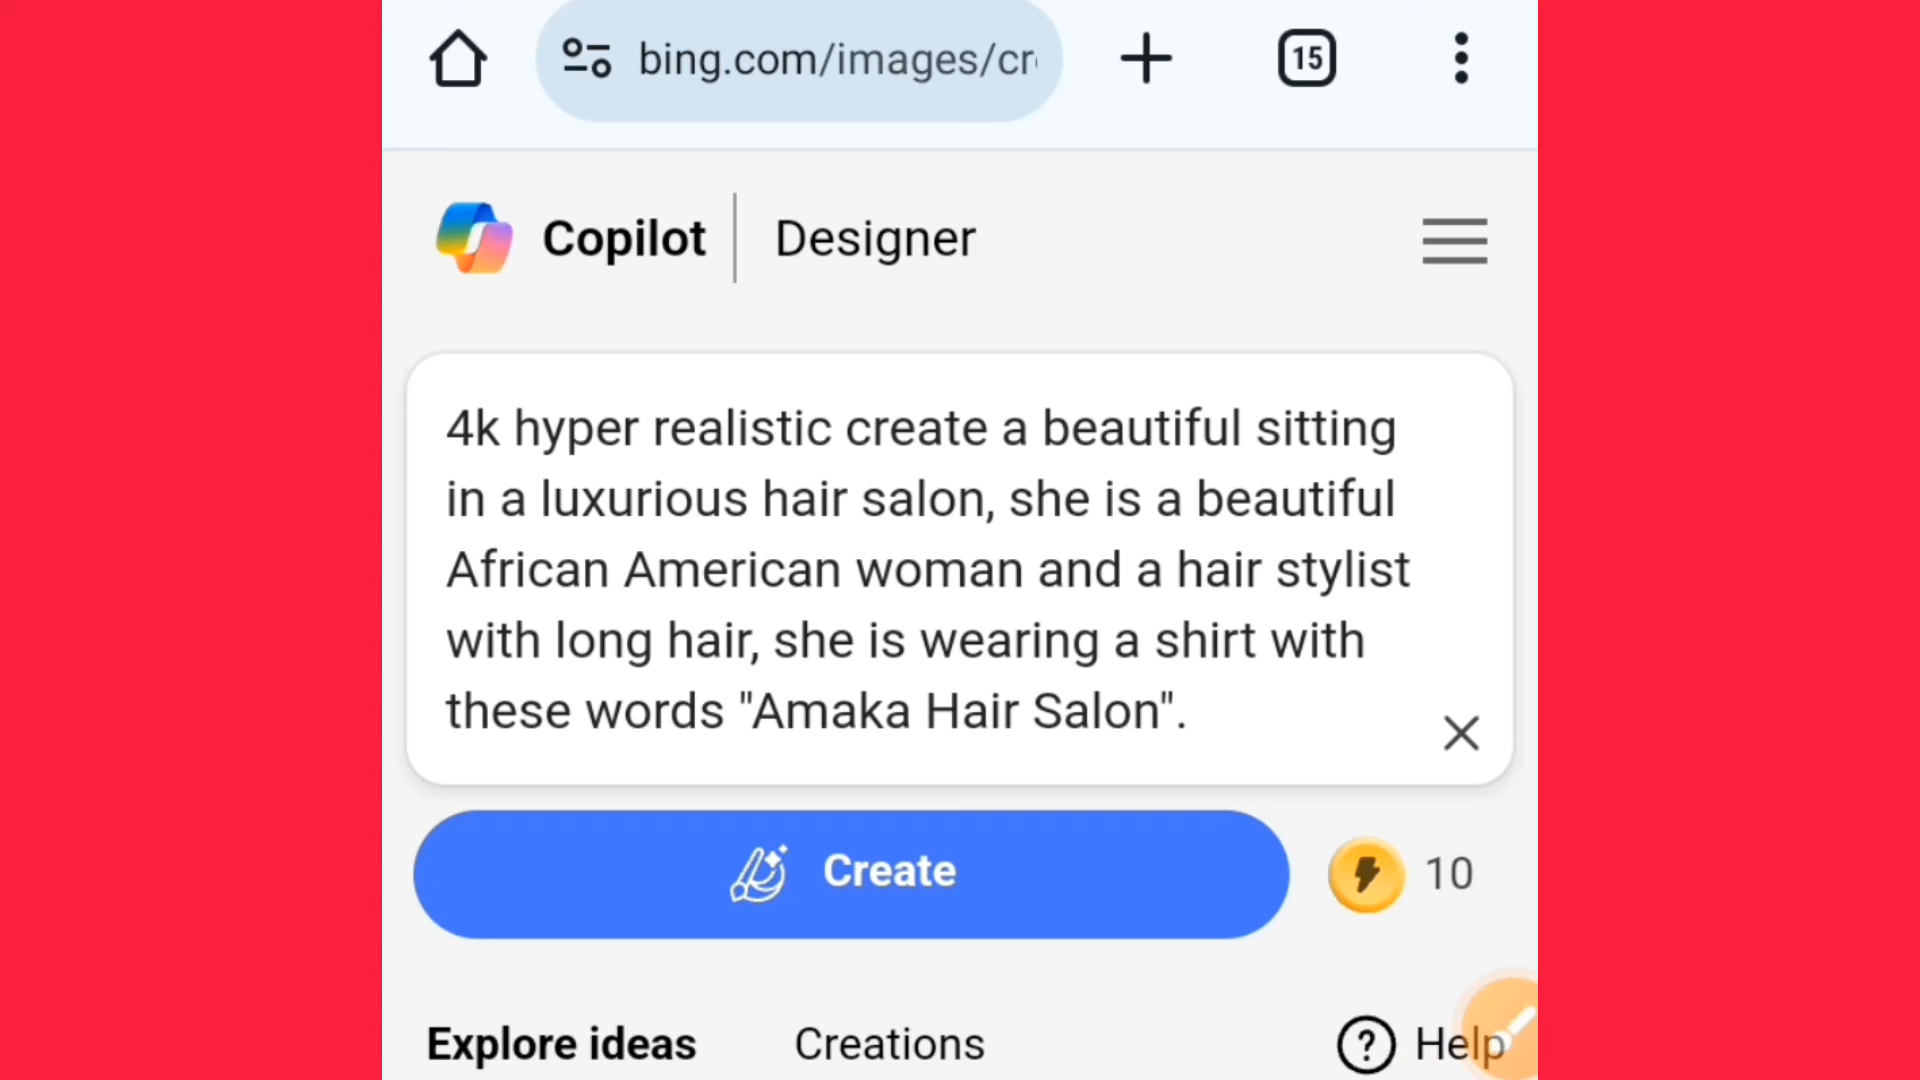 bing.com/images/cr
15
Copilot | Designer
4k hyper realistic create a beautiful sitting
in a luxurious hair salon, she is a beautiful
African American woman and a hair stylist
with long hair, she is wearing a shirt with
these words "Amaka Hair Salon".
Create
10
Explore ideas
Creations
Help